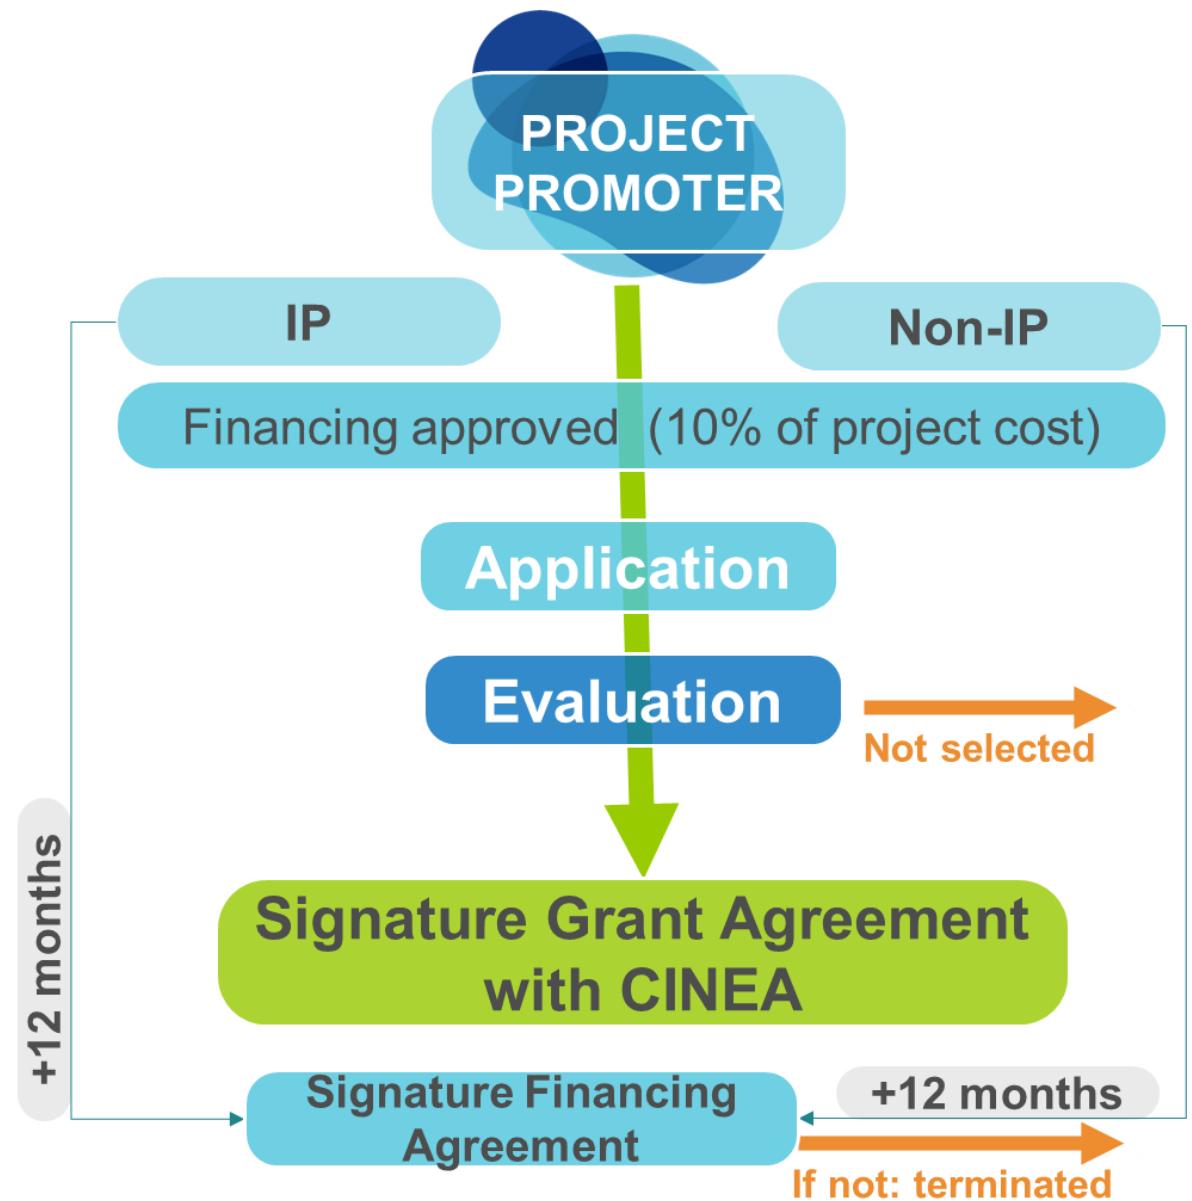 PROJECT
PROMOTER
IP
Non-IP
Financing approved (10% of project cost)
Application
Evaluation
Not selected
+12 months
Signature Grant Agreement
with CINEA
Signature Financing
Agreement
+12 months
If not: terminated